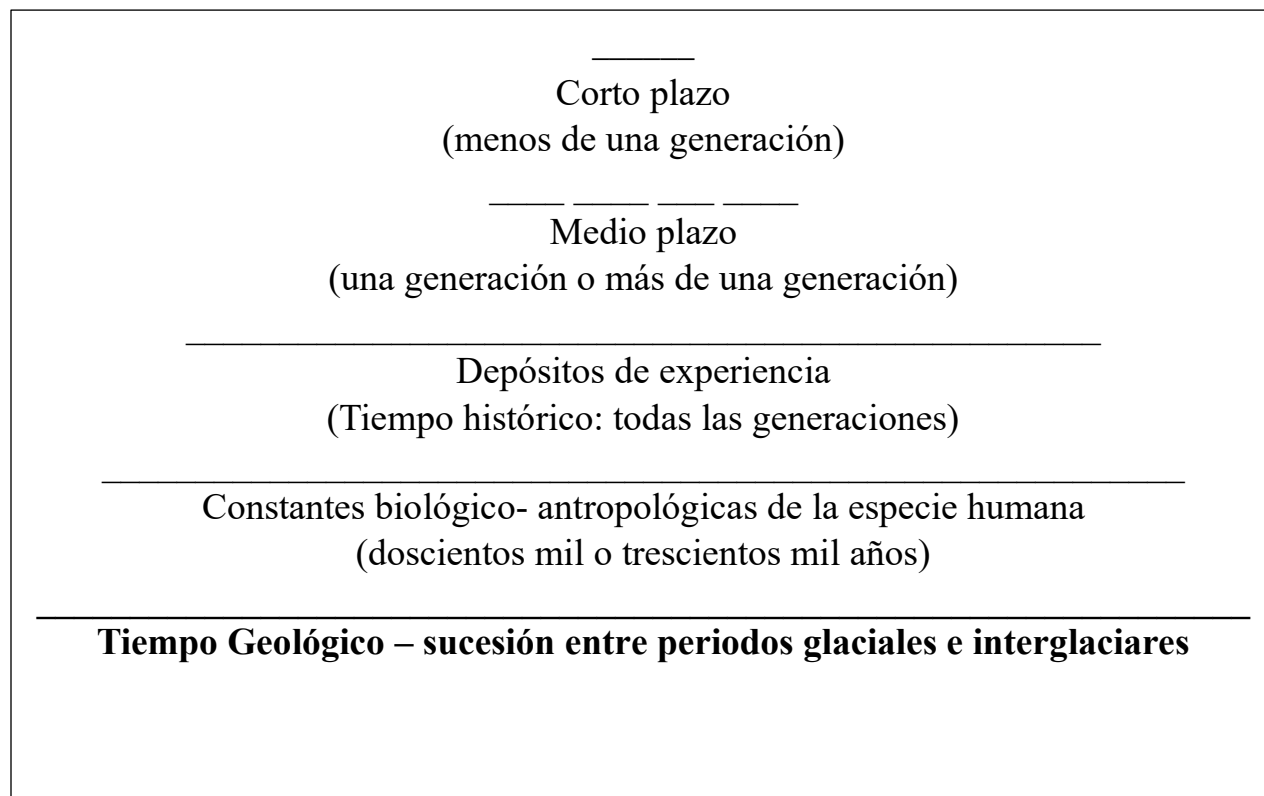 Corto plazo
(menos de una generación)
Medio plazo
(una generación o más de una generación)
Depósitos de experiencia
(Tiempo histórico: todas las generaciones)
Constantes biológico- antropológicas de la especie humana
(doscientos mil o trescientos mil años)
Tiempo Geológico – sucesión entre periodos glaciales e interglaciares